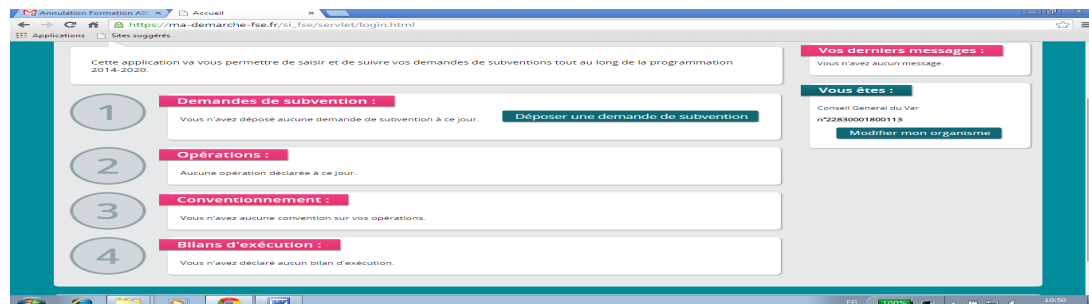 Annulation Formation AIF
Accueil
https://ma-demarche-fse.fr/si_fse/servlet/login.html
Applications
Sites suggérés
Cette application va vous permettre de saisir et de suivre vos demandes de subventions tout au long de la programmation
2014-2020.
1
Demandes de subvention :
Vous n'avez déposé aucune demande de subvention à ce jour.
Déposer une demande de subvention
2
Opérations :
Aucune opération déclarée à ce jour.
3
Conventionnement :
Vous n'avez aucune convention sur vos opérations.
4
Bilans d'exécution :
Vous n'avez déclaré aucun bilan d'exécution.
Vos derniers messages :
Vous n'avez aucun message.
Vous êtes :
Conseil Général du Var
n°22830001800113
Modifier mon organisme
FR
100%
10:50